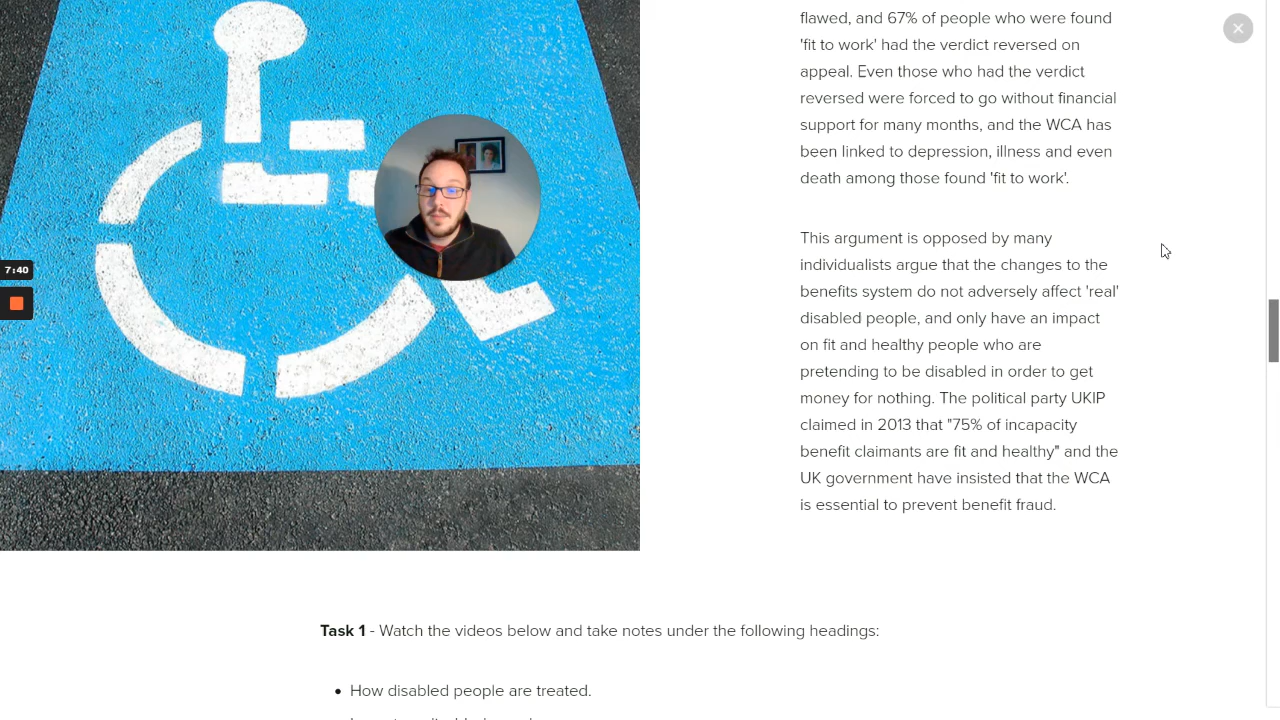 flawed, and 67% of people who were found
'fit to work' had the verdict reversed on
appeal. Even those who had the verdict
reversed were forced to go without financial
support for many months, and the WCA has
been linked to depression, illness and even
death among those found 'fit to work'.
This argument is opposed by many
individualists argue that the changes to the
benefits system do not adversely affect 'real'
disabled people, and only have an impact
on fit and healthy people who are
pretending to be disabled in order to get
money for nothing. The political party UKIP
claimed in 2013 that "75% of incapacity
benefit claimants are fit and healthy" and the
UK government have insisted that the WCA
is essential to prevent benefit fraud.
7:40
Task 1 - Watch the videos below and take notes under the following headings:
• How disabled people are treated.